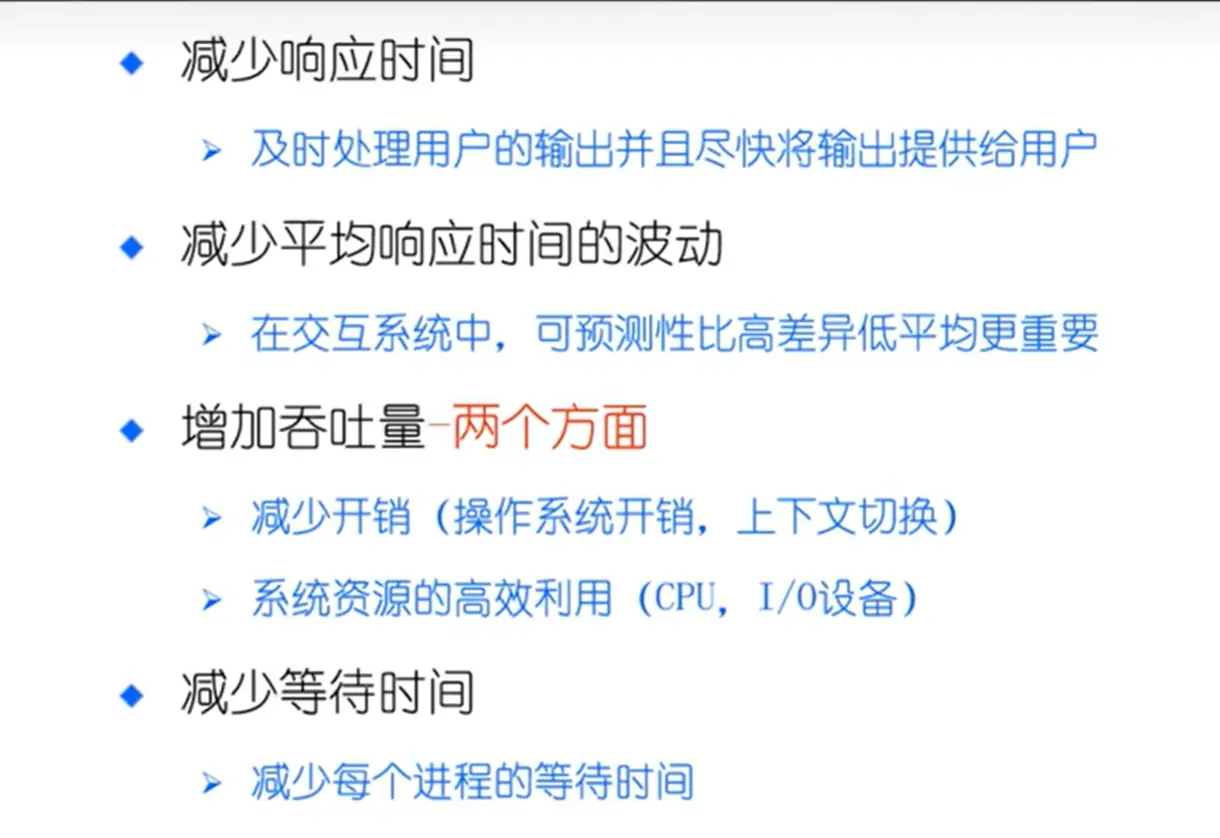 减少响应时间
及时处理用户的输出并且尽快将输出提供给用户
减少平均响应时间的波动
在交互系统中，可预测性比高差异低平均更重要
增加吞吐量-两个方面
减少开销（操作系统开销，上下文切换）
系统资源的高效利用（CPU，I/O设备）
减少等待时间
减少每个进程的等待时间